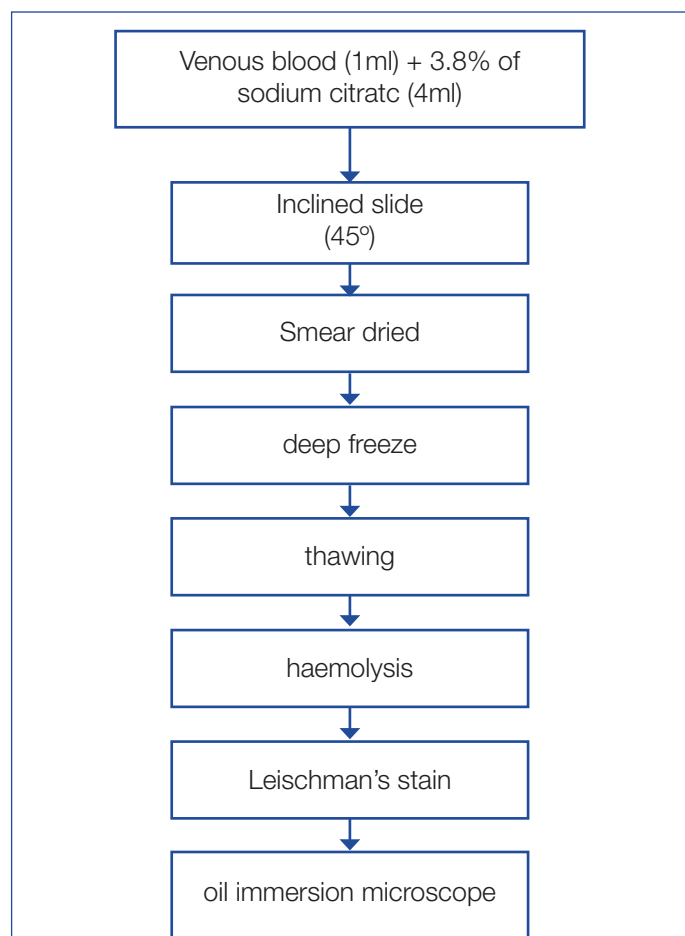 Venous blood (1ml) + 3.8% of
sodium citratc (4ml)
Inclined slide
(45º)
Smear dried
deep freeze
thawing
haemolysis
Leischman's stain
oil immersion microscope